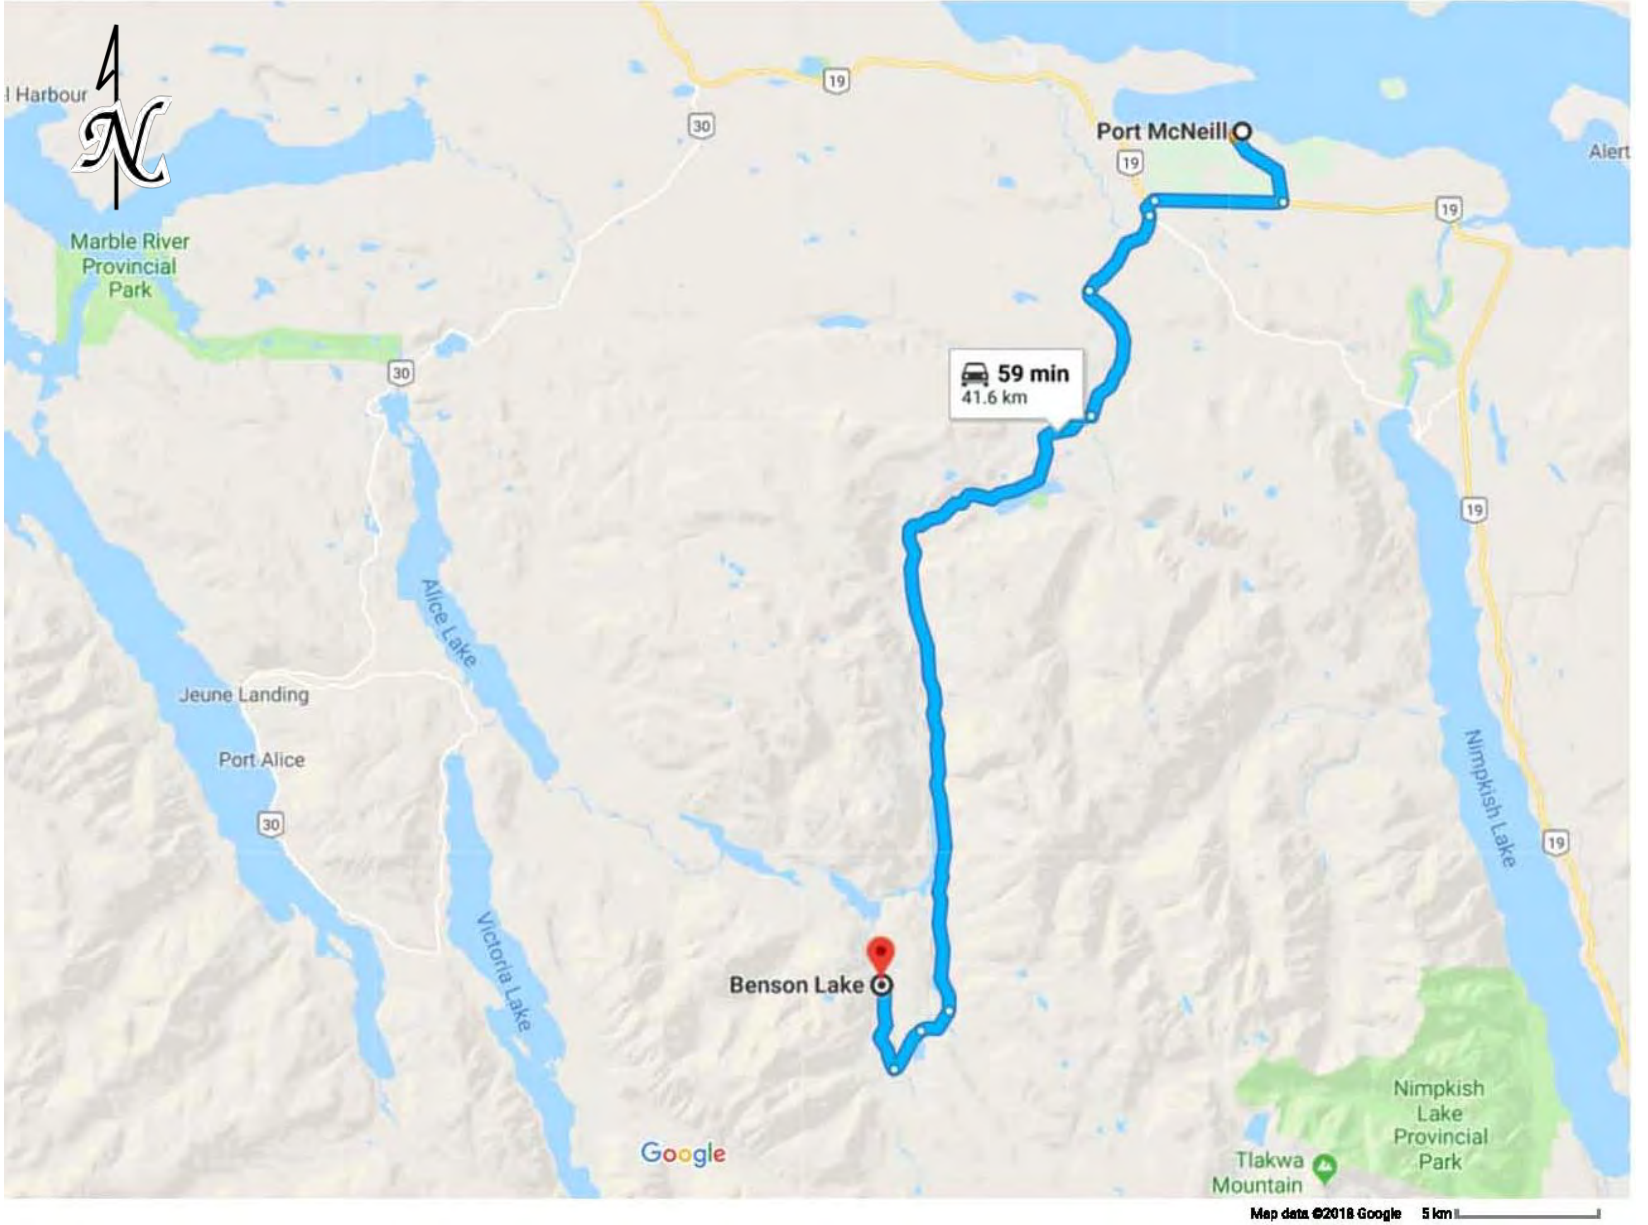 N
l Harbour
30
19
Port McNeill
19
Alert
19
Marble River
Provincial
Park
30
59 min
41.6 km
19
Alice Lake
Jeune Landing
Port Alice
30
Nimpkish Lake
19
Victoria Lake
Benson Lake
Nimpkish
Lake
Provincial
Park
Google
Tlakwa
Mountain
Map data ©2018 Google 5 km